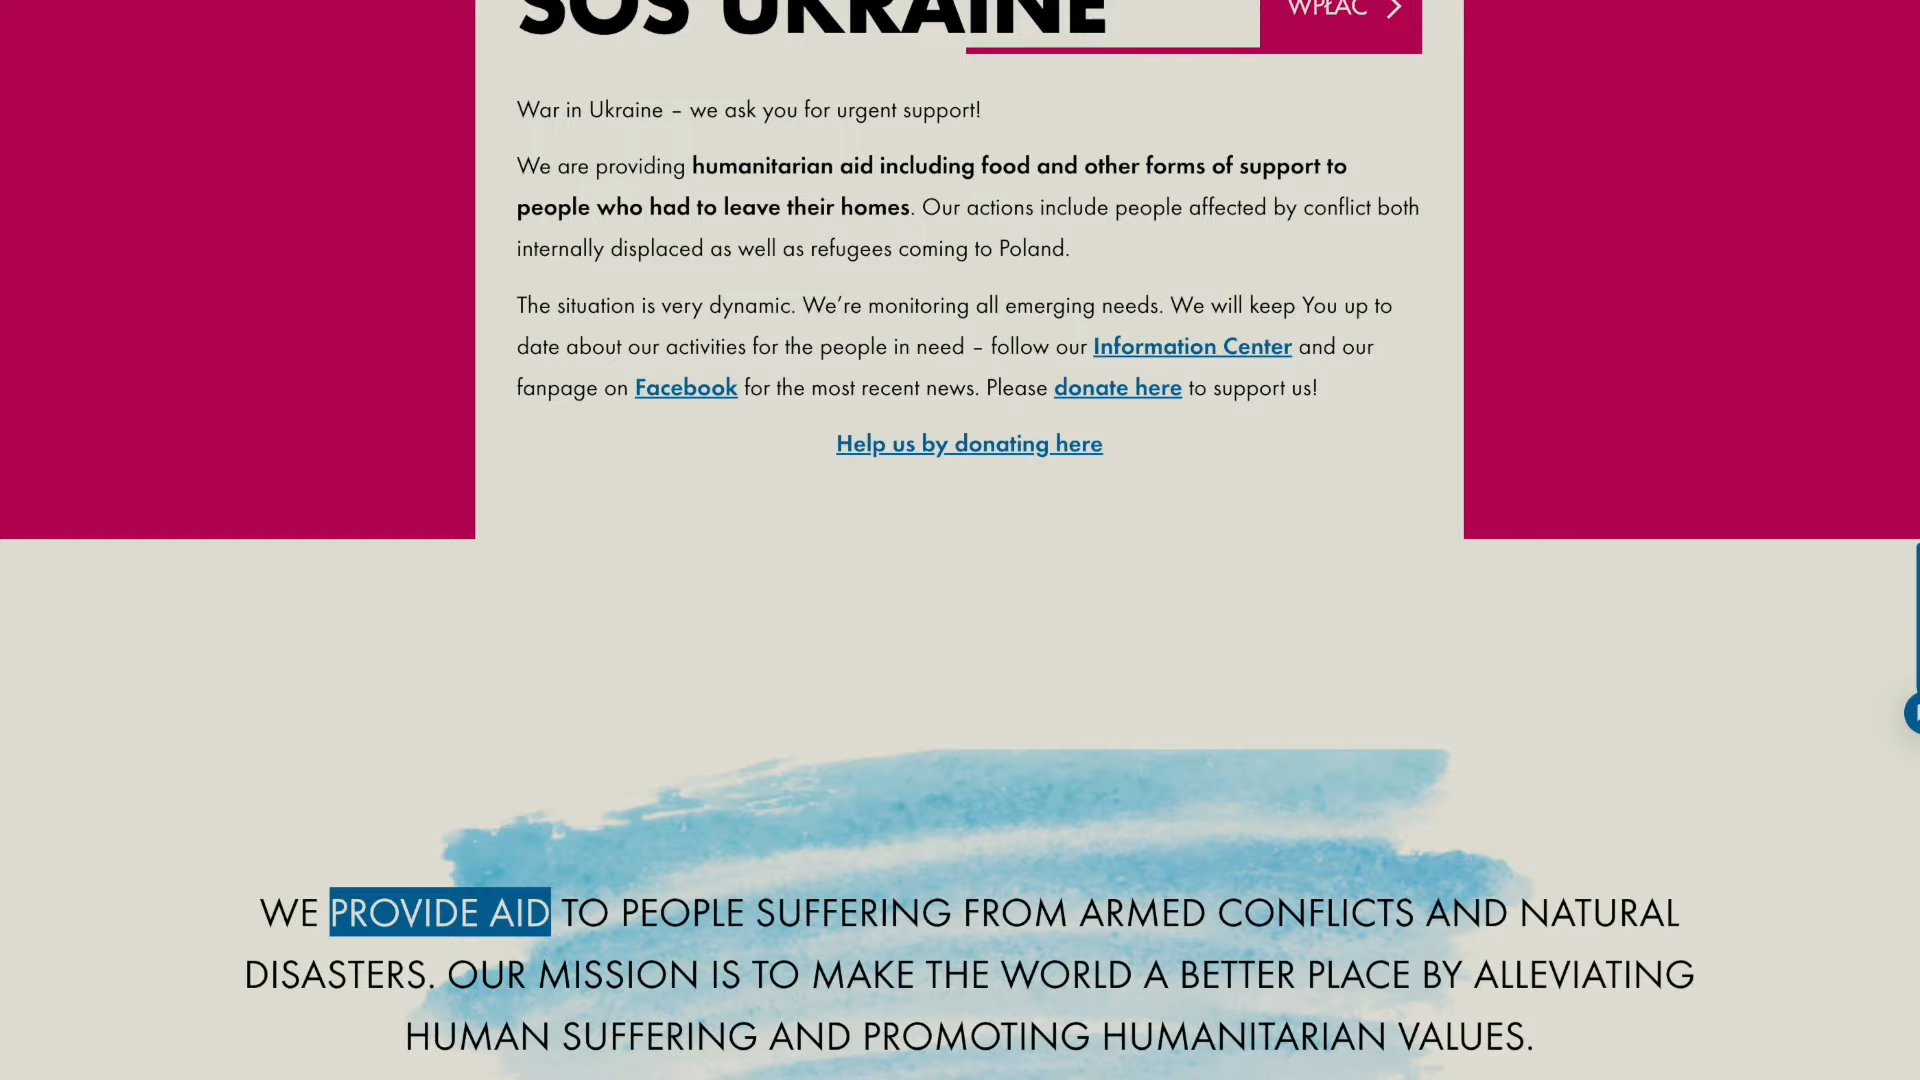 SOS UKRAINE
WPŁAĆ
War in Ukraine – we ask you for urgent support!
We are providing humanitarian aid including food and other forms of support to
people who had to leave their homes. Our actions include people affected by conflict both
internally displaced as well as refugees coming to Poland.
The situation is very dynamic. We’re monitoring all emerging needs. We will keep You up to
date about our activities for the people in need – follow our Information Center and our
fanpage on Facebook for the most recent news. Please donate here to support us!
Help us by donating here
WE PROVIDE AID TO PEOPLE SUFFERING FROM ARMED CONFLICTS AND NATURAL
DISASTERS. OUR MISSION IS TO MAKE THE WORLD A BETTER PLACE BY ALLEVIATING
HUMAN SUFFERING AND PROMOTING HUMANITARIAN VALUES.